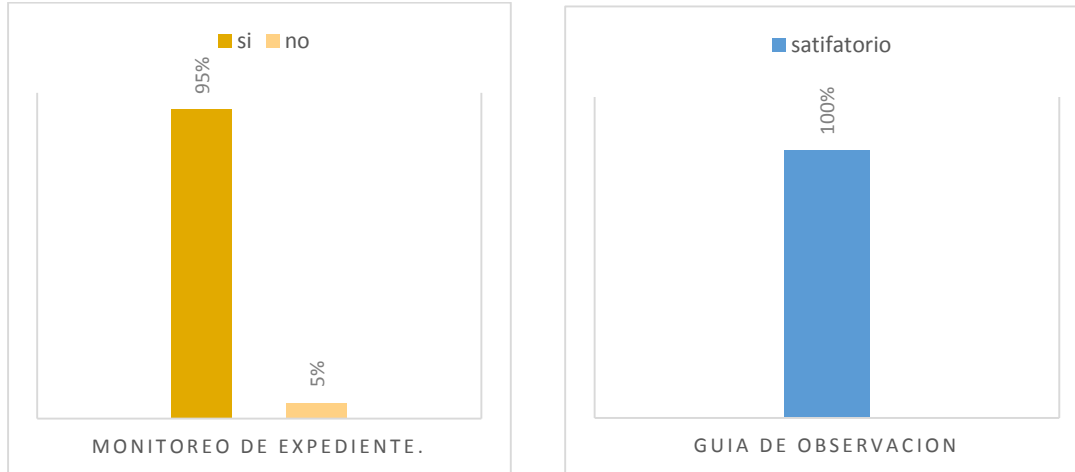 si no
95%
5%
MONITOREO DE EXPEDIENTE.
satifatorio
100%
GUIA DE OBSERVACION